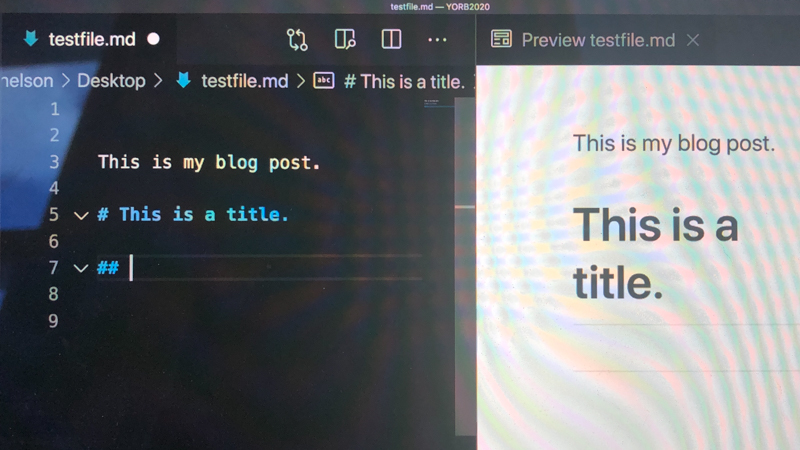 testfile.md — YORB2020
testfile.md
Preview testfile.md
nelson > Desktop > testfile.md > abc # This is a title.
1
2
3 This is my blog post.
4
5 # This is a title.
6
7 ##
8
9
This is my blog post.
This is a
title.